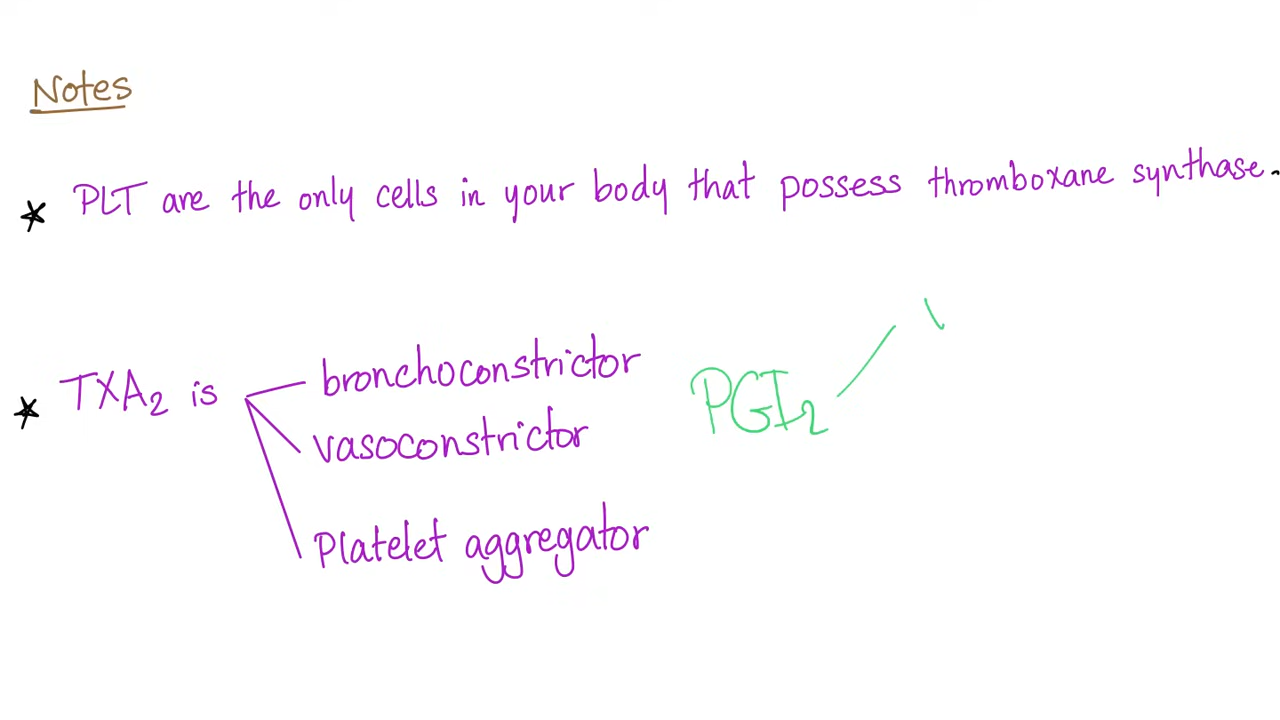 Notes
* PLT are the only cells in your body that possess thromboxane synthase.
* TXA2 is
bronchoconstrictor
vasoconstrictor
Platelet aggregator
PGI2